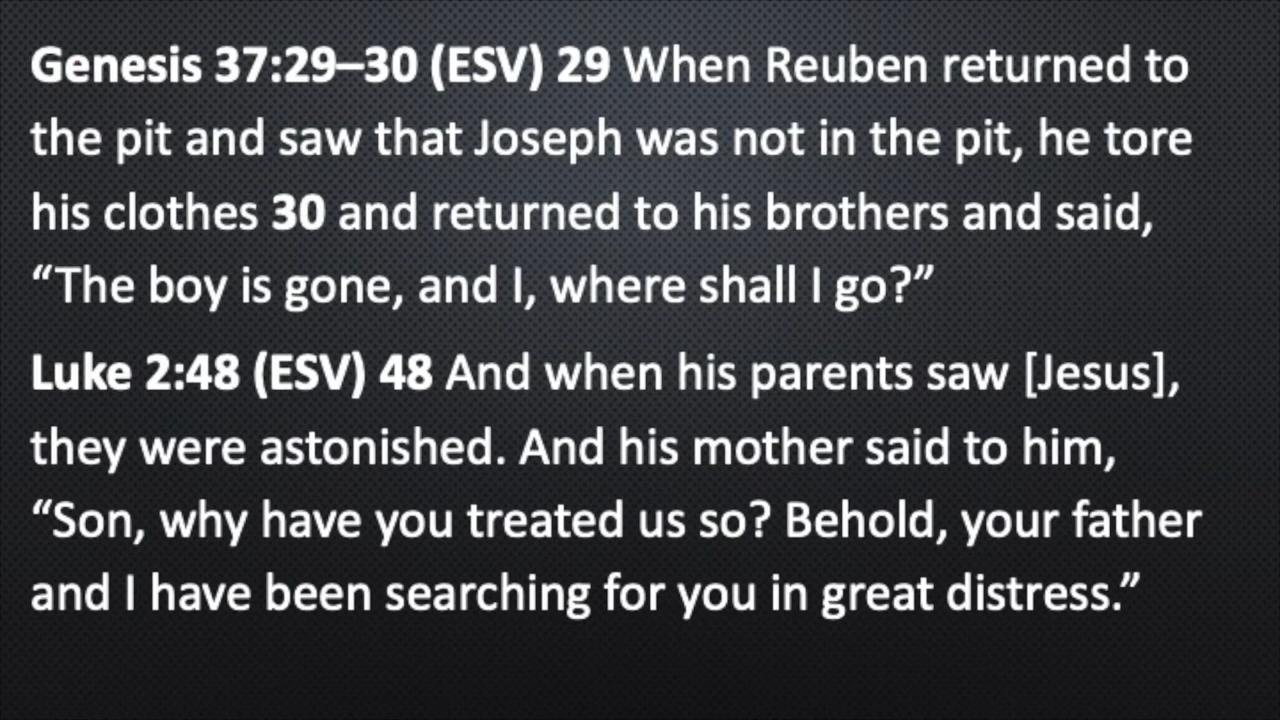 Genesis 37:29–30 (ESV) 29 When Reuben returned to
the pit and saw that Joseph was not in the pit, he tore
his clothes 30 and returned to his brothers and said,
“The boy is gone, and I, where shall I go?”
Luke 2:48 (ESV) 48 And when his parents saw [Jesus],
they were astonished. And his mother said to him,
“Son, why have you treated us so? Behold, your father
and I have been searching for you in great distress.”